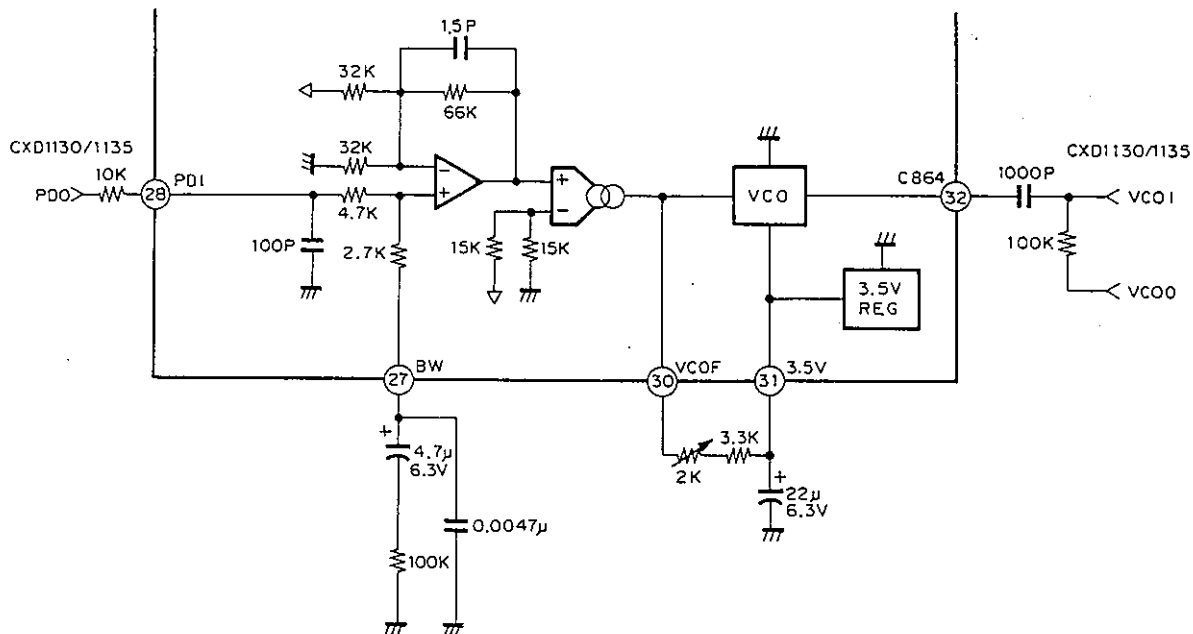 1.5P
32K
66K
CXD1130/1135
10K
PDO
28
PDI
32K
4.7K
100P
2.7K
-
+
+
-
15K
15K
VCO
C864
32
1000P
CXD1130/1135
VCOI
100K
VCOO
3.5V
REG
27
BW
30
VCOF
31
3.5V
+
4.7μ
6.3V
0.0047μ
100K
2K
3.3K
+
22μ
6.3V